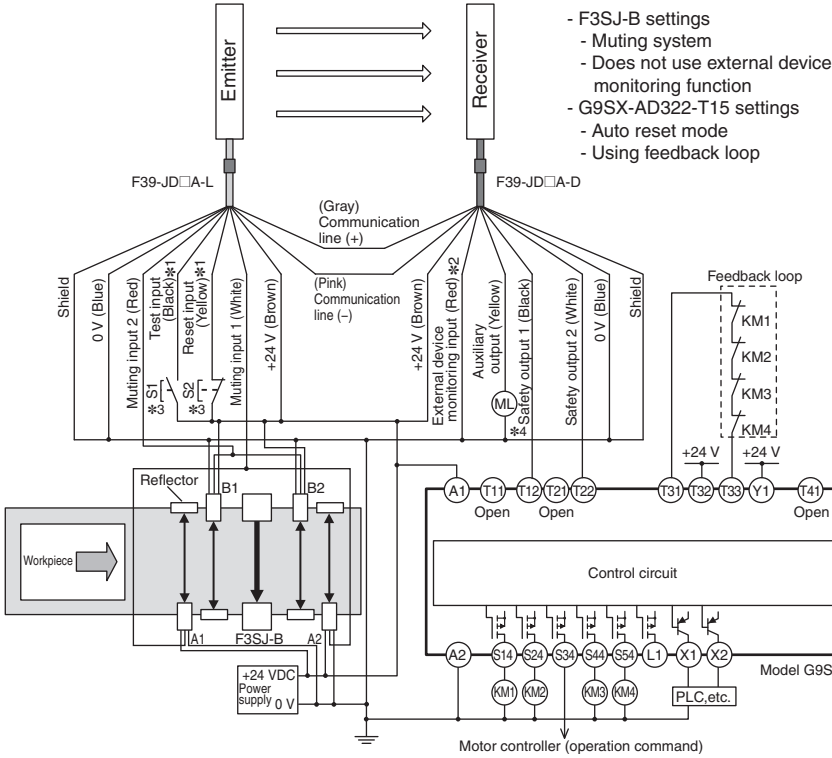 Emitter
Receiver
- F3SJ-B settings
- Muting system
- Does not use external device
monitoring function
- G9SX-AD322-T15 settings
- Auto reset mode
- Using feedback loop
F39-JD□A-L
F39-JD□A-D
(Gray)
Communication
line (+)
(Pink)
Communication
line (−)
Shield
0 V (Blue)
Muting input 2 (Red)
Test input
(Black)*1
Reset input
(Yellow)*1
Muting input 1 (White)
+24 V (Brown)
+24 V (Brown)
External device
monitoring input (Red)*2
Auxiliary
output (Yellow)
Safety output 1 (Black)
Safety output 2 (White)
0 V (Blue)
Shield
Feedback loop
KM1
KM2
KM3
KM4
S1
*3
S2
*3
ML
*4
+24 V
+24 V
Reflector
B1
B2
A1
T11
T12
T21
T22
T31
T32
T33
Y1
T41
Open
Open
Open
Workpiece
Control circuit
A1
F3SJ-B
A2
A2
S14
S24
S34
S44
S54
L1
X1
X2
Model G9S
KM1
KM2
KM3
KM4
PLC,etc.
+24 VDC
Power
supply
0 V
Motor controller (operation command)